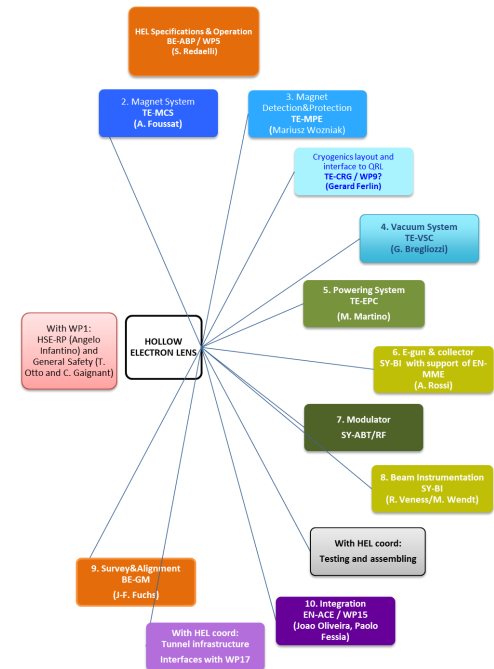 HEL Specifications & Operation
BE-ABP / WP5
(S. Redaelli)
2. Magnet System
TE-MCS
(A. Foussat)
3. Magnet
Detection&Protection
TE-MPE
(Mariusz Wozniak)
Cryogenics layout and
interface to QRL
TE-CRG / WP9?
(Gerard Ferlin)
4. Vacuum System
TE-VSC
(G. Bregliozzi)
5. Powering System
TE-EPC
(M. Martino)
With WP1:
HSE-RP (Angelo
Infantino) and
General Safety (T.
Otto and C. Gaignant)
HOLLOW
ELECTRON LENS
6. E-gun & collector
SY-BI with support of EN-
MME
(A. Rossi)
7. Modulator
SY-ABT/RF
8. Beam Instrumentation
SY-BI
(R. Veness/M. Wendt)
With HEL coord:
Testing and assembling
9. Survey&Alignment
BE-GM
(J-F. Fuchs)
10. Integration
EN-ACE / WP15
(Joao Oliveira, Paolo
Fessia)
With HEL coord:
Tunnel infrastructure
Interfaces with WP17